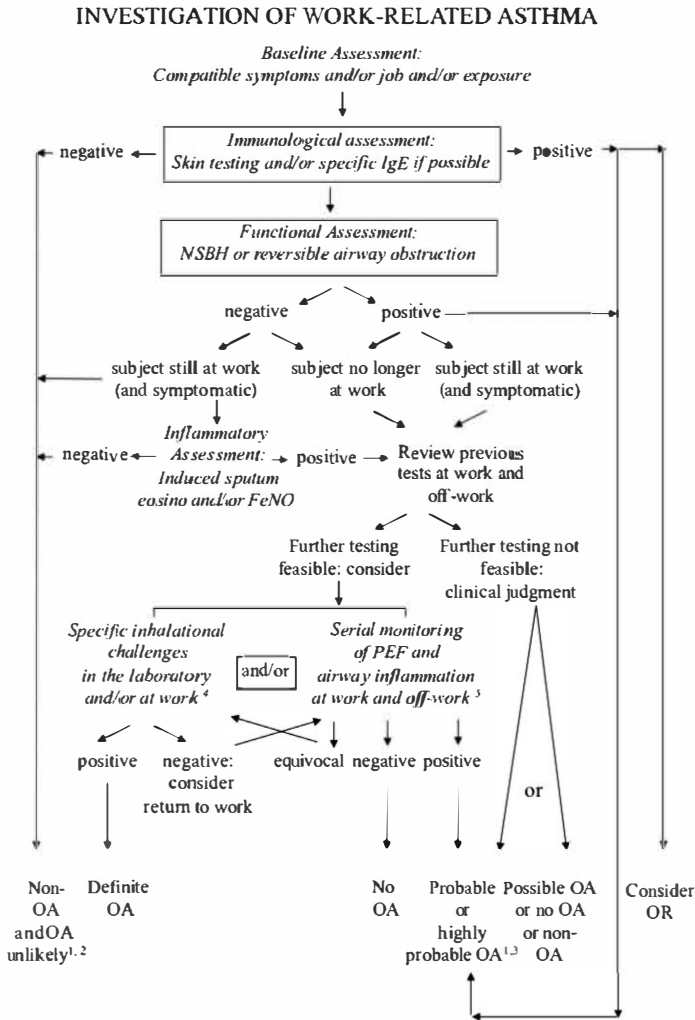 INVESTIGATION OF WORK-RELATED ASTHMA
Baseline Assessment:
Compatible symptoms and/or job and/or exposure
negative
Immunological assessment:
Skin testing and/or specific IgE if possible
positive
Functional Assessment:
NSBH or reversible airway obstruction
negative
positive
subject still at work
(and symptomatic)
subject no longer
at work
subject still at work
(and symptomatic)
negative
Inflammatory
Assessment:
Induced sputum
eosino and/or FeNO
positive
Review previous
tests at work and
off-work
Further testing
feasible: consider
Further testing not
feasible:
clinical judgment
Specific inhalational
challenges
in the laboratory
and/or at work 4
and/or
Serial monitoring
of PEF and
airway inflammation
at work and off-work 5
positive
negative:
consider
return to work
equivocal
negative
positive
or
Non-
OA
and OA
unlikely1, 2
Definite
OA
No
OA
Probable
or
highly
probable OA1,3
Possible OA
or no OA
or non-
OA
Consider
OR